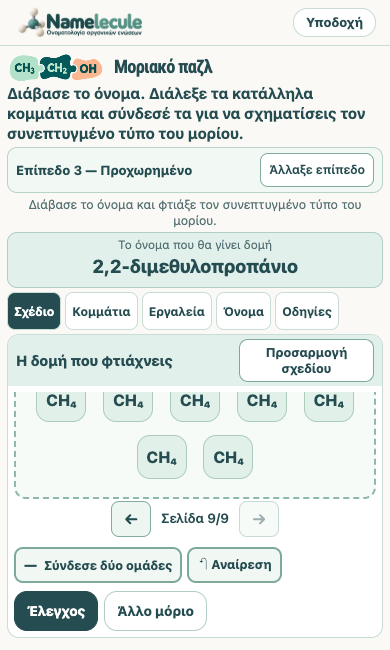 Namelecule
Ονοματολογία οργανικών ενώσεων
Υποδοχή
CH₃ CH₂ OH Μοριακό παζλ
Διάβασε το όνομα. Διάλεξε τα κατάλληλα
κομμάτια και σύνδεσέ τα για να σχηματίσεις τον
συνεπτυγμένο τύπο του μορίου.
Επίπεδο 3 — Προχωρημένο
Άλλαξε επίπεδο
Διάβασε το όνομα και φτιάξε τον συνεπτυγμένο τύπο του
μορίου.
Το όνομα που θα γίνει δομή
2,2-διμεθυλοπροπάνιο
Σχέδιο Κομμάτια Εργαλεία Όνομα Οδηγίες
Η δομή που φτιάχνεις
Προσαρμογή
σχεδίου
CH₄ CH₄ CH₄ CH₄ CH₄
CH₄ CH₄
← Σελίδα 9/9 →
— Σύνδεσε δύο ομάδες
Αναίρεση
Έλεγχος Άλλο μόριο